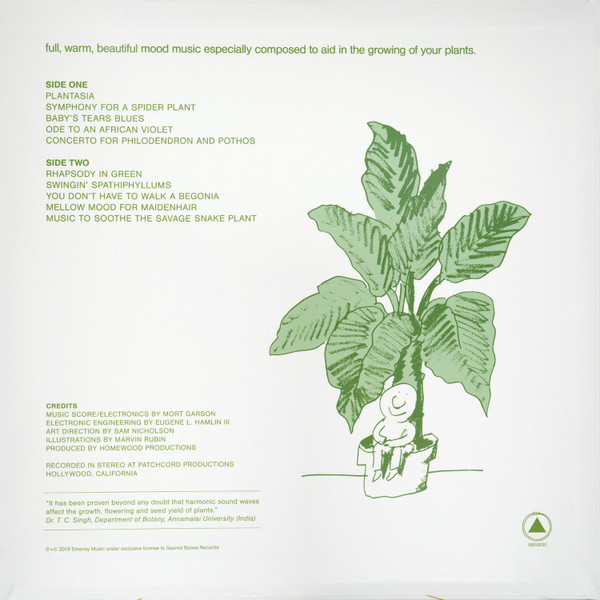 full, warm, beautiful mood music especially composed to aid in the growing of your plants.
SIDE ONE
PLANTASIA
SYMPHONY FOR A SPIDER PLANT
BABY'S TEARS BLUES
ODE TO AN AFRICAN VIOLET
CONCERTO FOR PHILODENDRON AND POTHOS
SIDE TWO
RHAPSODY IN GREEN
SWINGIN' SPATHIPHYLLUMS
YOU DON'T HAVE TO WALK A BEGONIA
MELLOW MOOD FOR MAIDENHAIR
MUSIC TO SOOTHE THE SAVAGE SNAKE PLANT
CREDITS
MUSIC SCORE/ELECTRONICS BY MORT GARSON
ELECTRONIC ENGINEERING BY EUGENE L. HAMLIN III
ART DIRECTION BY SAM NICHOLSON
ILLUSTRATIONS BY MARVIN RUBIN
PRODUCED BY HOMEWOOD PRODUCTIONS
RECORDED IN STEREO AT PATCHCORD PRODUCTIONS
HOLLYWOOD, CALIFORNIA
"It has been proven beyond any doubt that harmonic sound waves
affect the growth, flowering and seed yield of plants."
Dr. T. C. Singh, Department of Botany, Annamalai University (India)
℗+© 2019 Ertarey Music under exclusive license to Sacred Bones Records